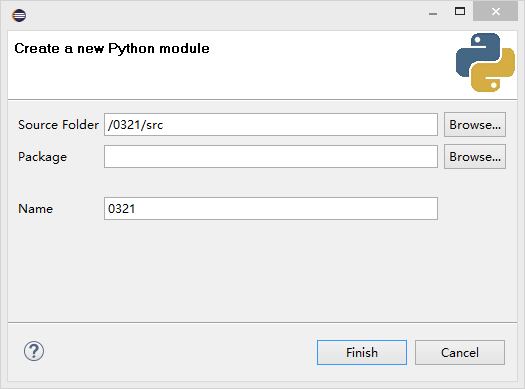 Create a new Python module
Source Folder /0321/src Browse...
Package Browse...
Name 0321
? Finish Cancel